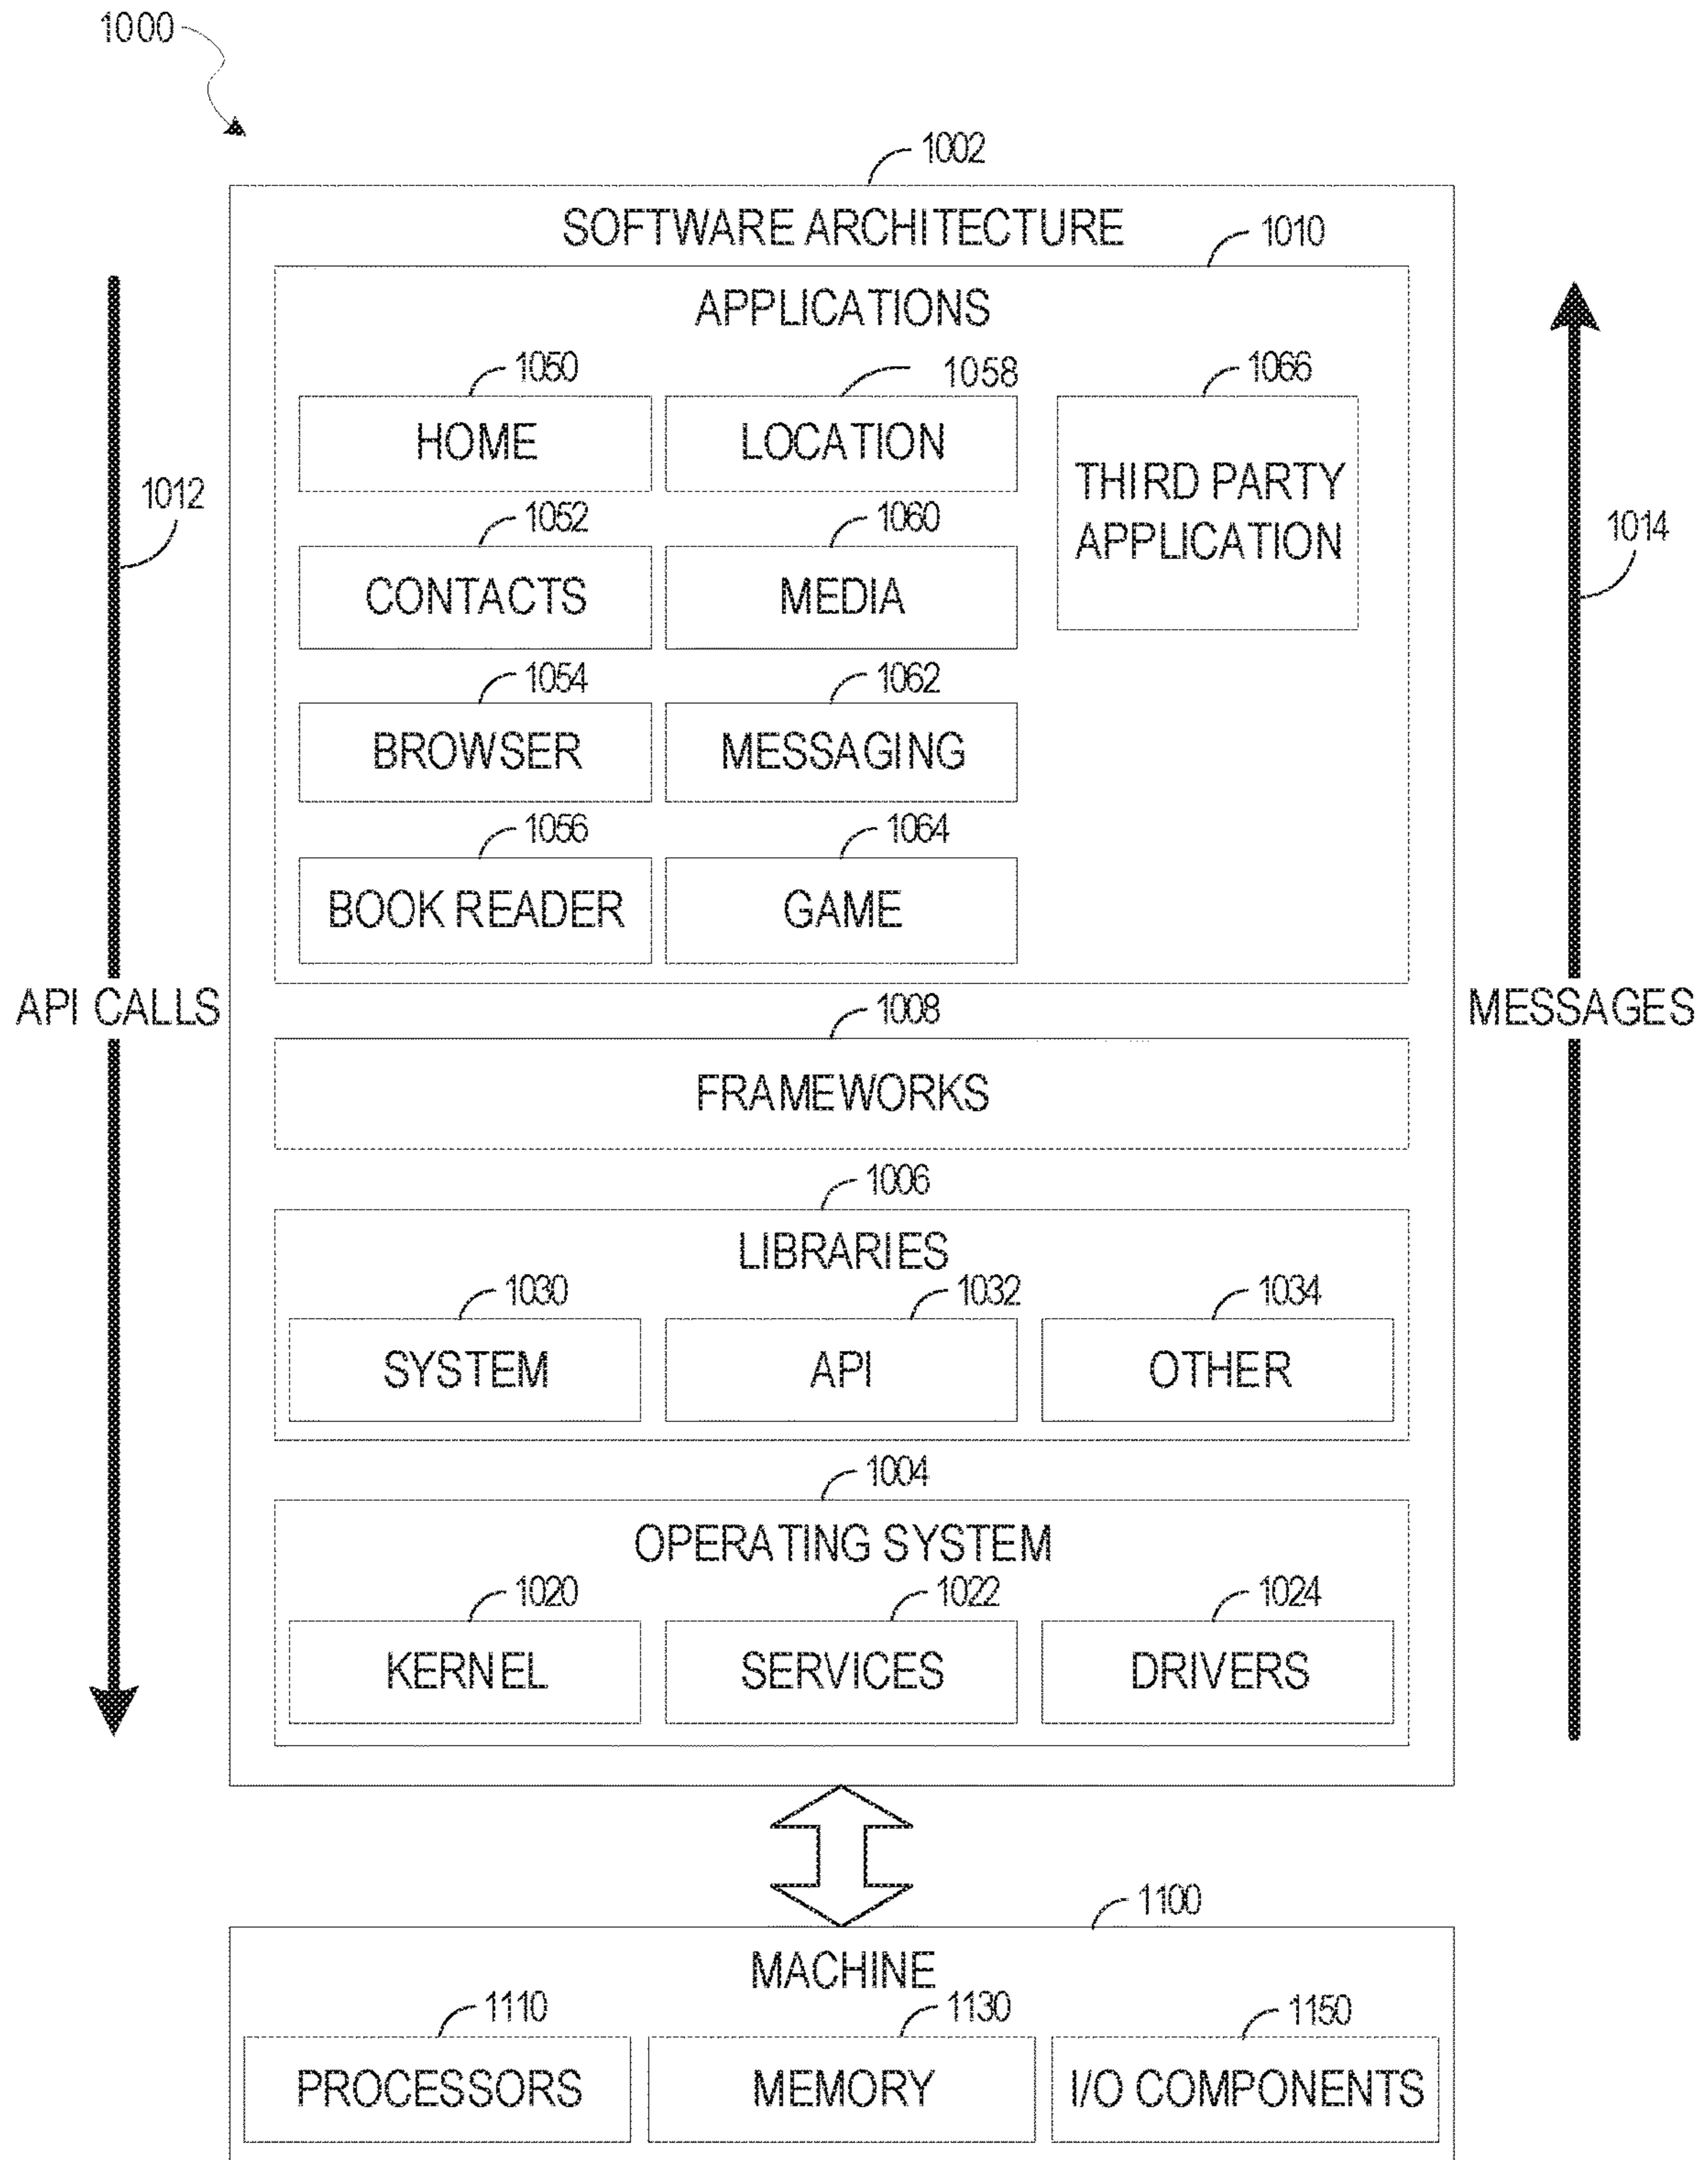 1000
1002
SOFTWARE ARCHITECTURE
1010
APPLICATIONS
1050
1058
1066
HOME
LOCATION
THIRD PARTY
APPLICATION
1012
1052
1060
1014
CONTACTS
MEDIA
1054
1062
BROWSER
MESSAGING
1056
1064
BOOK READER
GAME
API CALLS
MESSAGES
1008
FRAMEWORKS
1006
LIBRARIES
1030
1032
1034
SYSTEM
API
OTHER
1004
OPERATING SYSTEM
1020
1022
1024
KERNEL
SERVICES
DRIVERS
1100
MACHINE
1110
1130
1150
PROCESSORS
MEMORY
I/O COMPONENTS